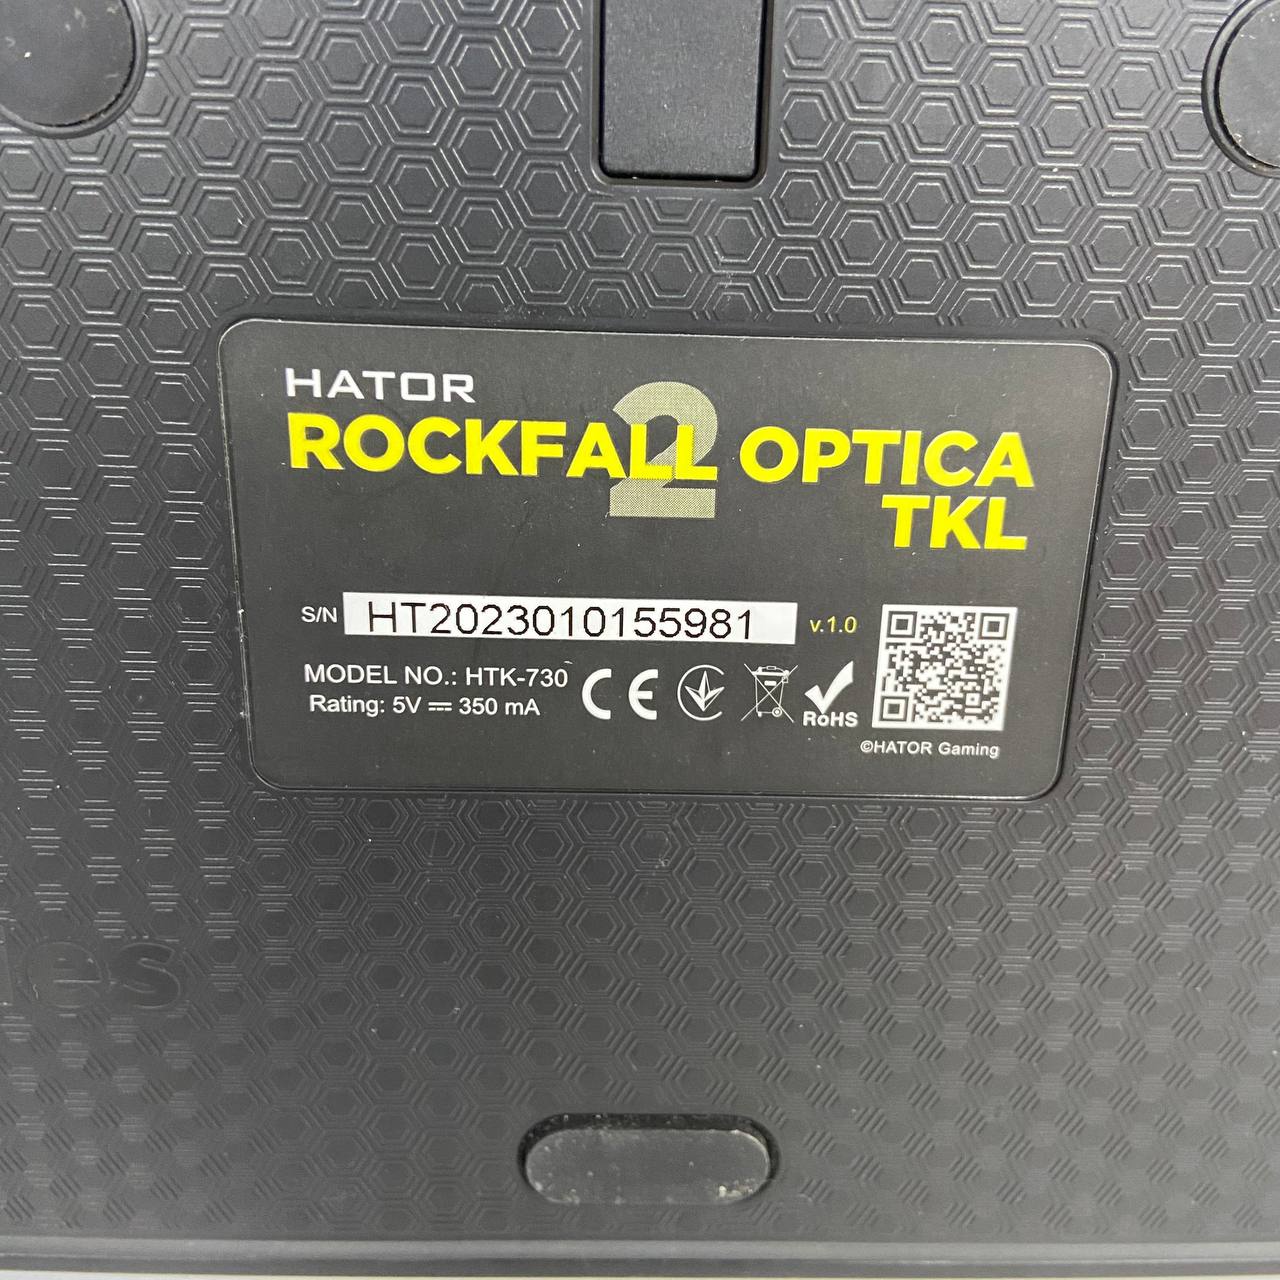 HATOR
ROCKFALL 2 OPTICA
TKL
S/N HT2023010155981 v.1.0
MODEL NO.: HTK-730
Rating: 5V ⎓ 350 mA
CE
RoHS
©HATOR Gaming